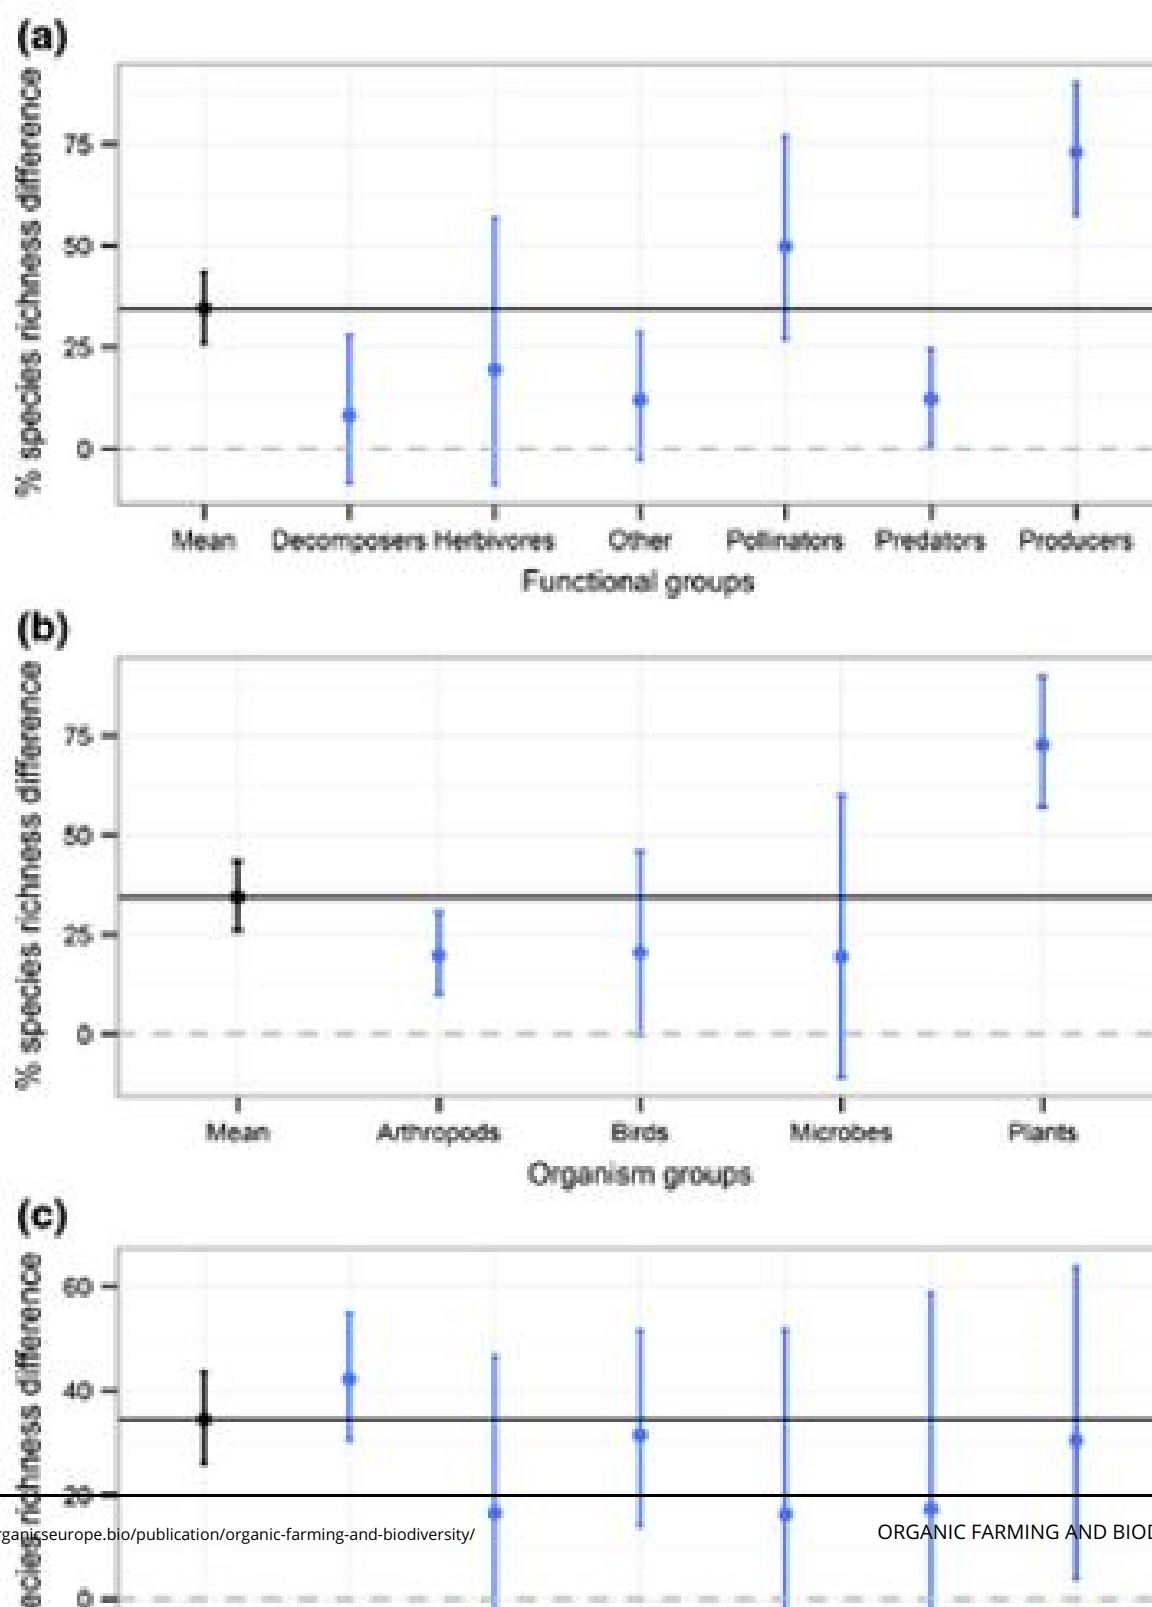 (a)
% species richness difference
75
50
25
0
Mean Decomposers Herbivores Other Pollinators Predators Producers
Functional groups
(b)
% species richness difference
75
50
25
0
Mean Arthropods Birds Microbes Plants
Organism groups
(c)
ecies richness difference
60
40
20
0
rganicseurope.bio/publication/organic-farming-and-biodiversity/
ORGANIC FARMING AND BIOD